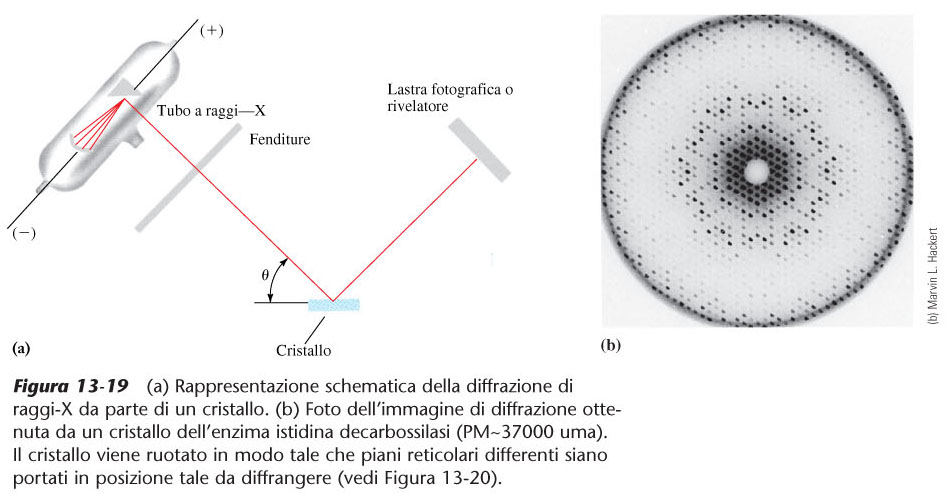 (+)
Tubo a raggi—X
Fenditure
Lastra fotografica o
rivelatore
(−)
θ
Cristallo
(a)
(b)
(b) Marvin L. Hackert
Figura 13-19 (a) Rappresentazione schematica della diffrazione di
raggi-X da parte di un cristallo. (b) Foto dell’immagine di diffrazione otte-
nuta da un cristallo dell’enzima istidina decarbossilasi (PM~37000 uma).
Il cristallo viene ruotato in modo tale che piani reticolari differenti siano
portati in posizione tale da diffrangere (vedi Figura 13-20).